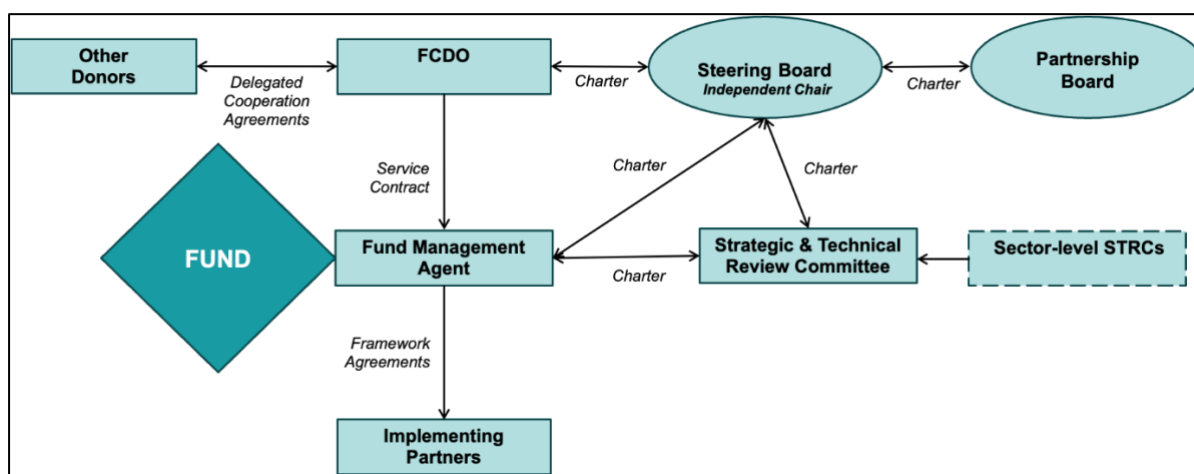 Other
Donors
FCDO
Steering Board
Independent Chair
Partnership
Board
Delegated
Cooperation
Agreements
Charter
Charter
Service
Contract
Charter
Charter
FUND
Fund Management
Agent
Charter
Strategic & Technical
Review Committee
Sector-level STRCs
Framework
Agreements
Implementing
Partners